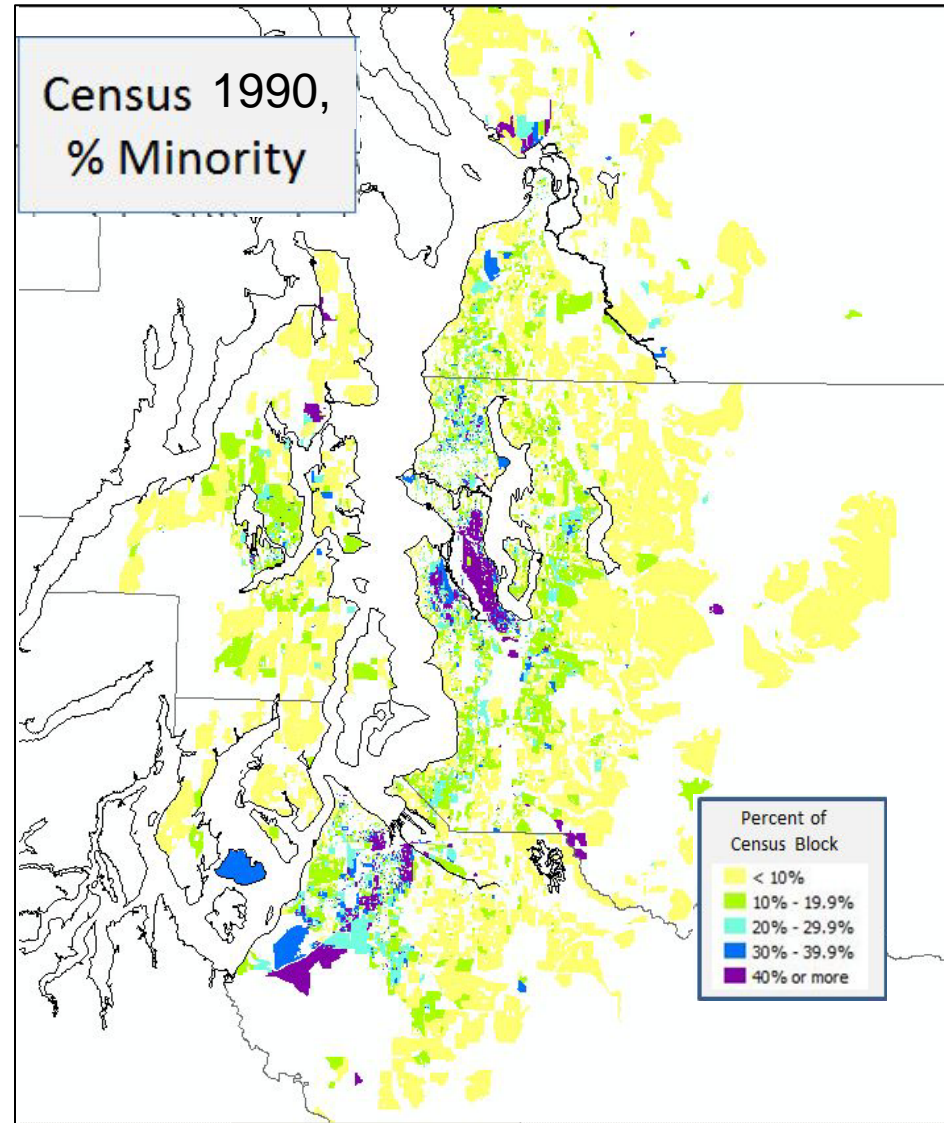 Census 1990,
% Minority
Percent of
Census Block
< 10%
10% - 19.9%
20% - 29.9%
30% - 39.9%
40% or more